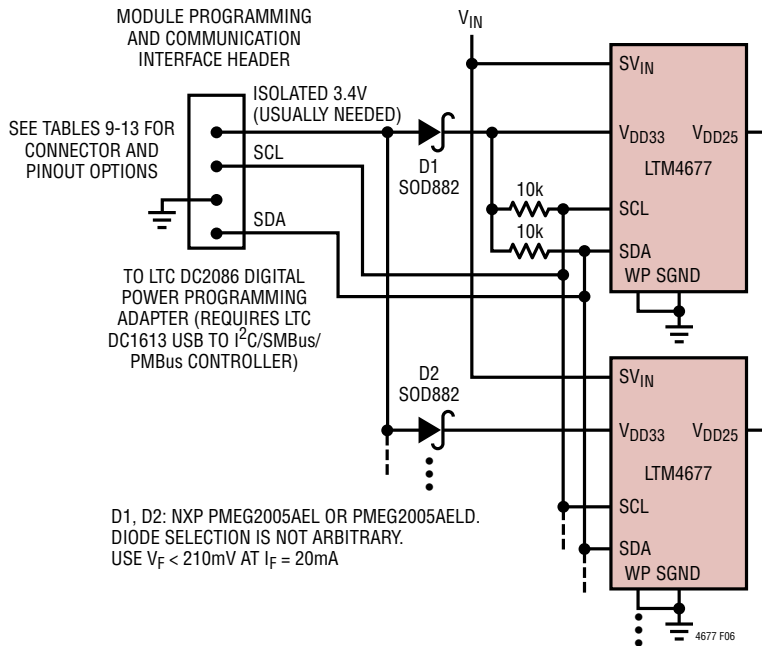 MODULE PROGRAMMING
AND COMMUNICATION
INTERFACE HEADER
SEE TABLES 9-13 FOR
CONNECTOR AND
PINOUT OPTIONS
ISOLATED 3.4V
(USUALLY NEEDED)
SCL
SDA
TO LTC DC2086 DIGITAL
POWER PROGRAMMING
ADAPTER (REQUIRES LTC
DC1613 USB TO I2C/SMBus/
PMBus CONTROLLER)
VIN
D1
SOD882
10k
10k
SVIN
VDD33 VDD25
LTM4677
SCL
SDA
WP SGND
D2
SOD882
SVIN
VDD33 VDD25
LTM4677
SCL
SDA
WP SGND
D1, D2: NXP PMEG2005AEL OR PMEG2005AELD.
DIODE SELECTION IS NOT ARBITRARY.
USE VF < 210mV AT IF = 20mA
4677 F06